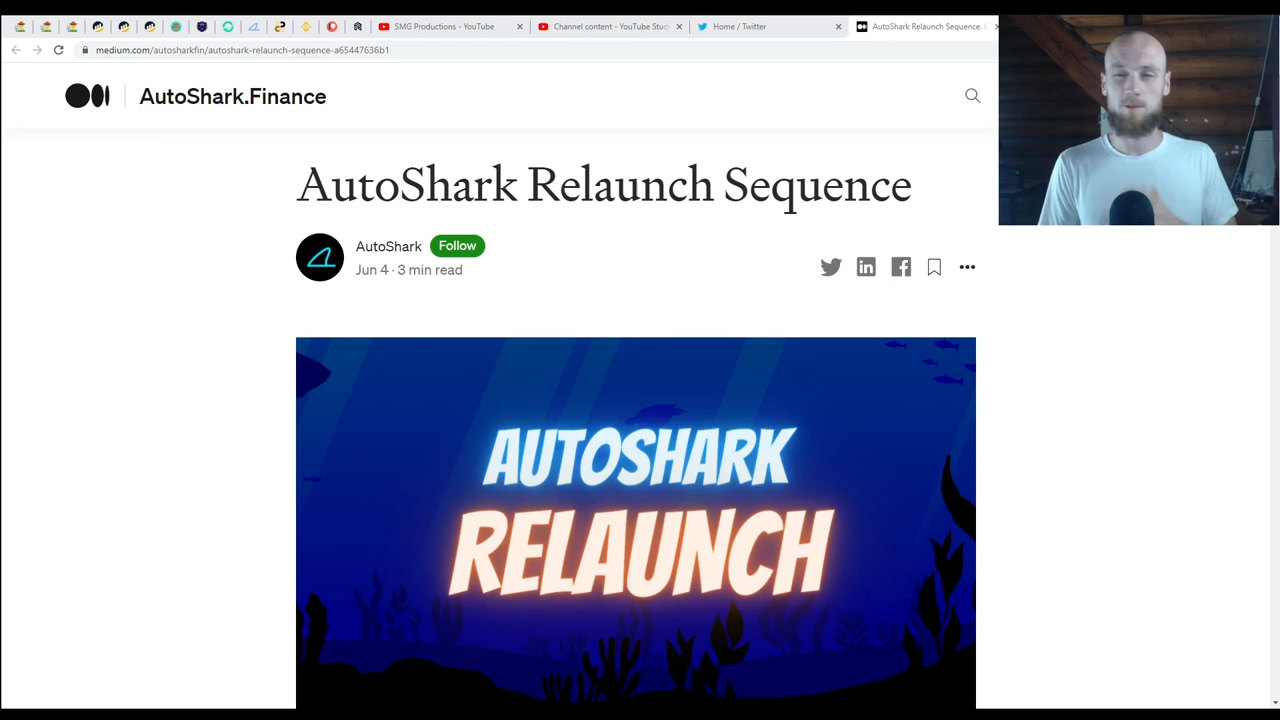 SMG Productions - YouTube
Channel content - YouTube Stud
Home / Twitter
AutoShark Relaunch Sequence. C
medium.com/autosharkfin/autoshark-relaunch-sequence-a65447636b1
AutoShark.Finance
AutoShark Relaunch Sequence
AutoShark Follow
Jun 4 · 3 min read
AUTOSHARK
RELAUNCH